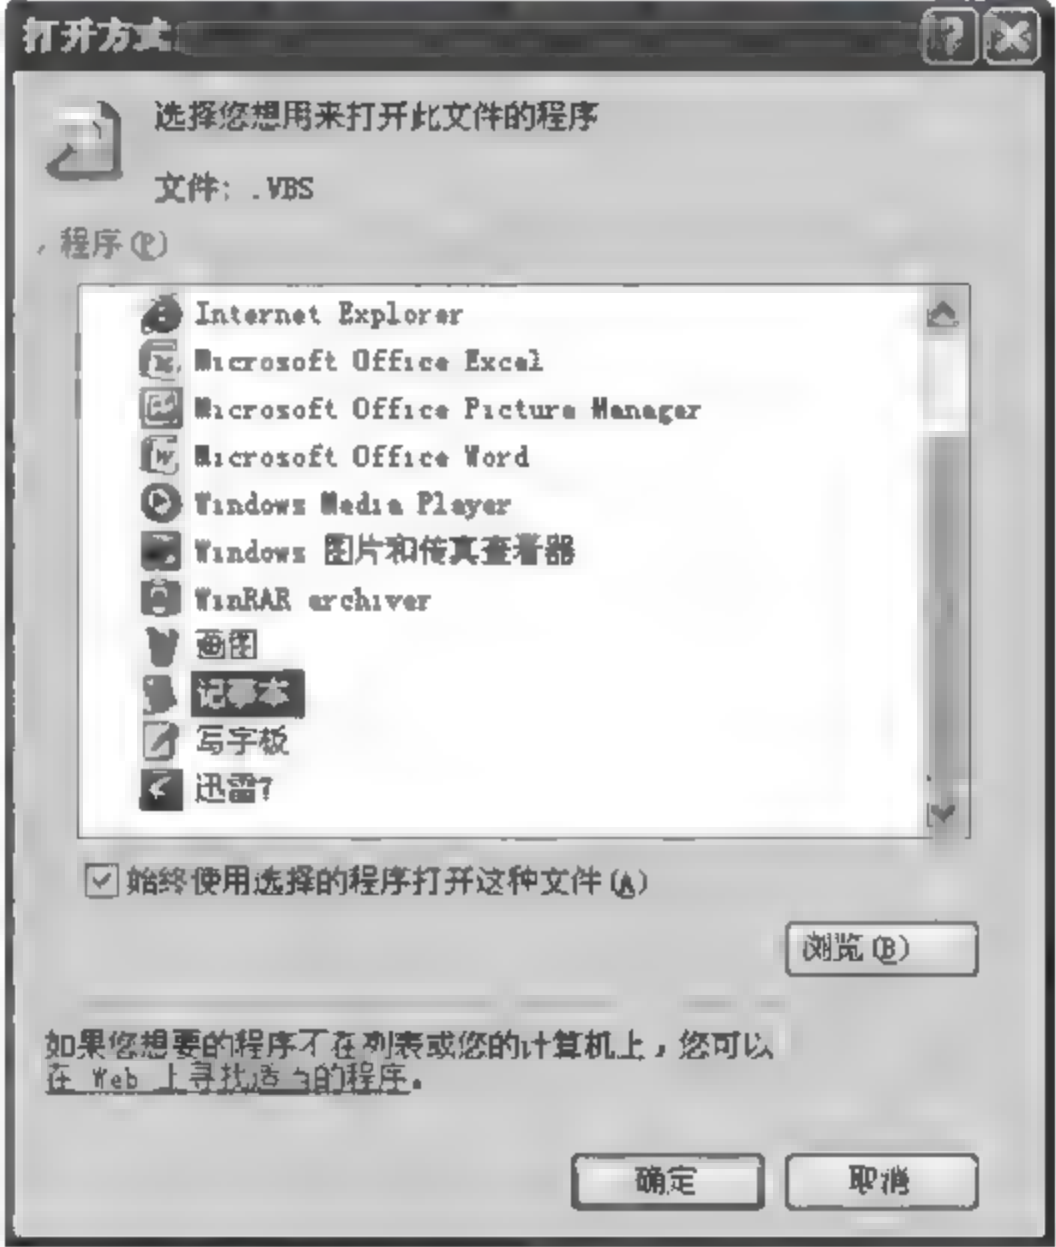 打开方式
选择您想用来打开此文件的程序
文件: .VBS
程序(P)
Internet Explorer
Microsoft Office Excel
Microsoft Office Picture Manager
Microsoft Office Word
Windows Media Player
Windows 图片和传真查看器
WinRAR archiver
画图
记事本
写字板
迅雷7
始终使用选择的程序打开这种文件(A)
浏览(B)
如果您想要的程序不在列表或您的计算机上，您可以
在 Web 上寻找适当的程序。
确定
取消